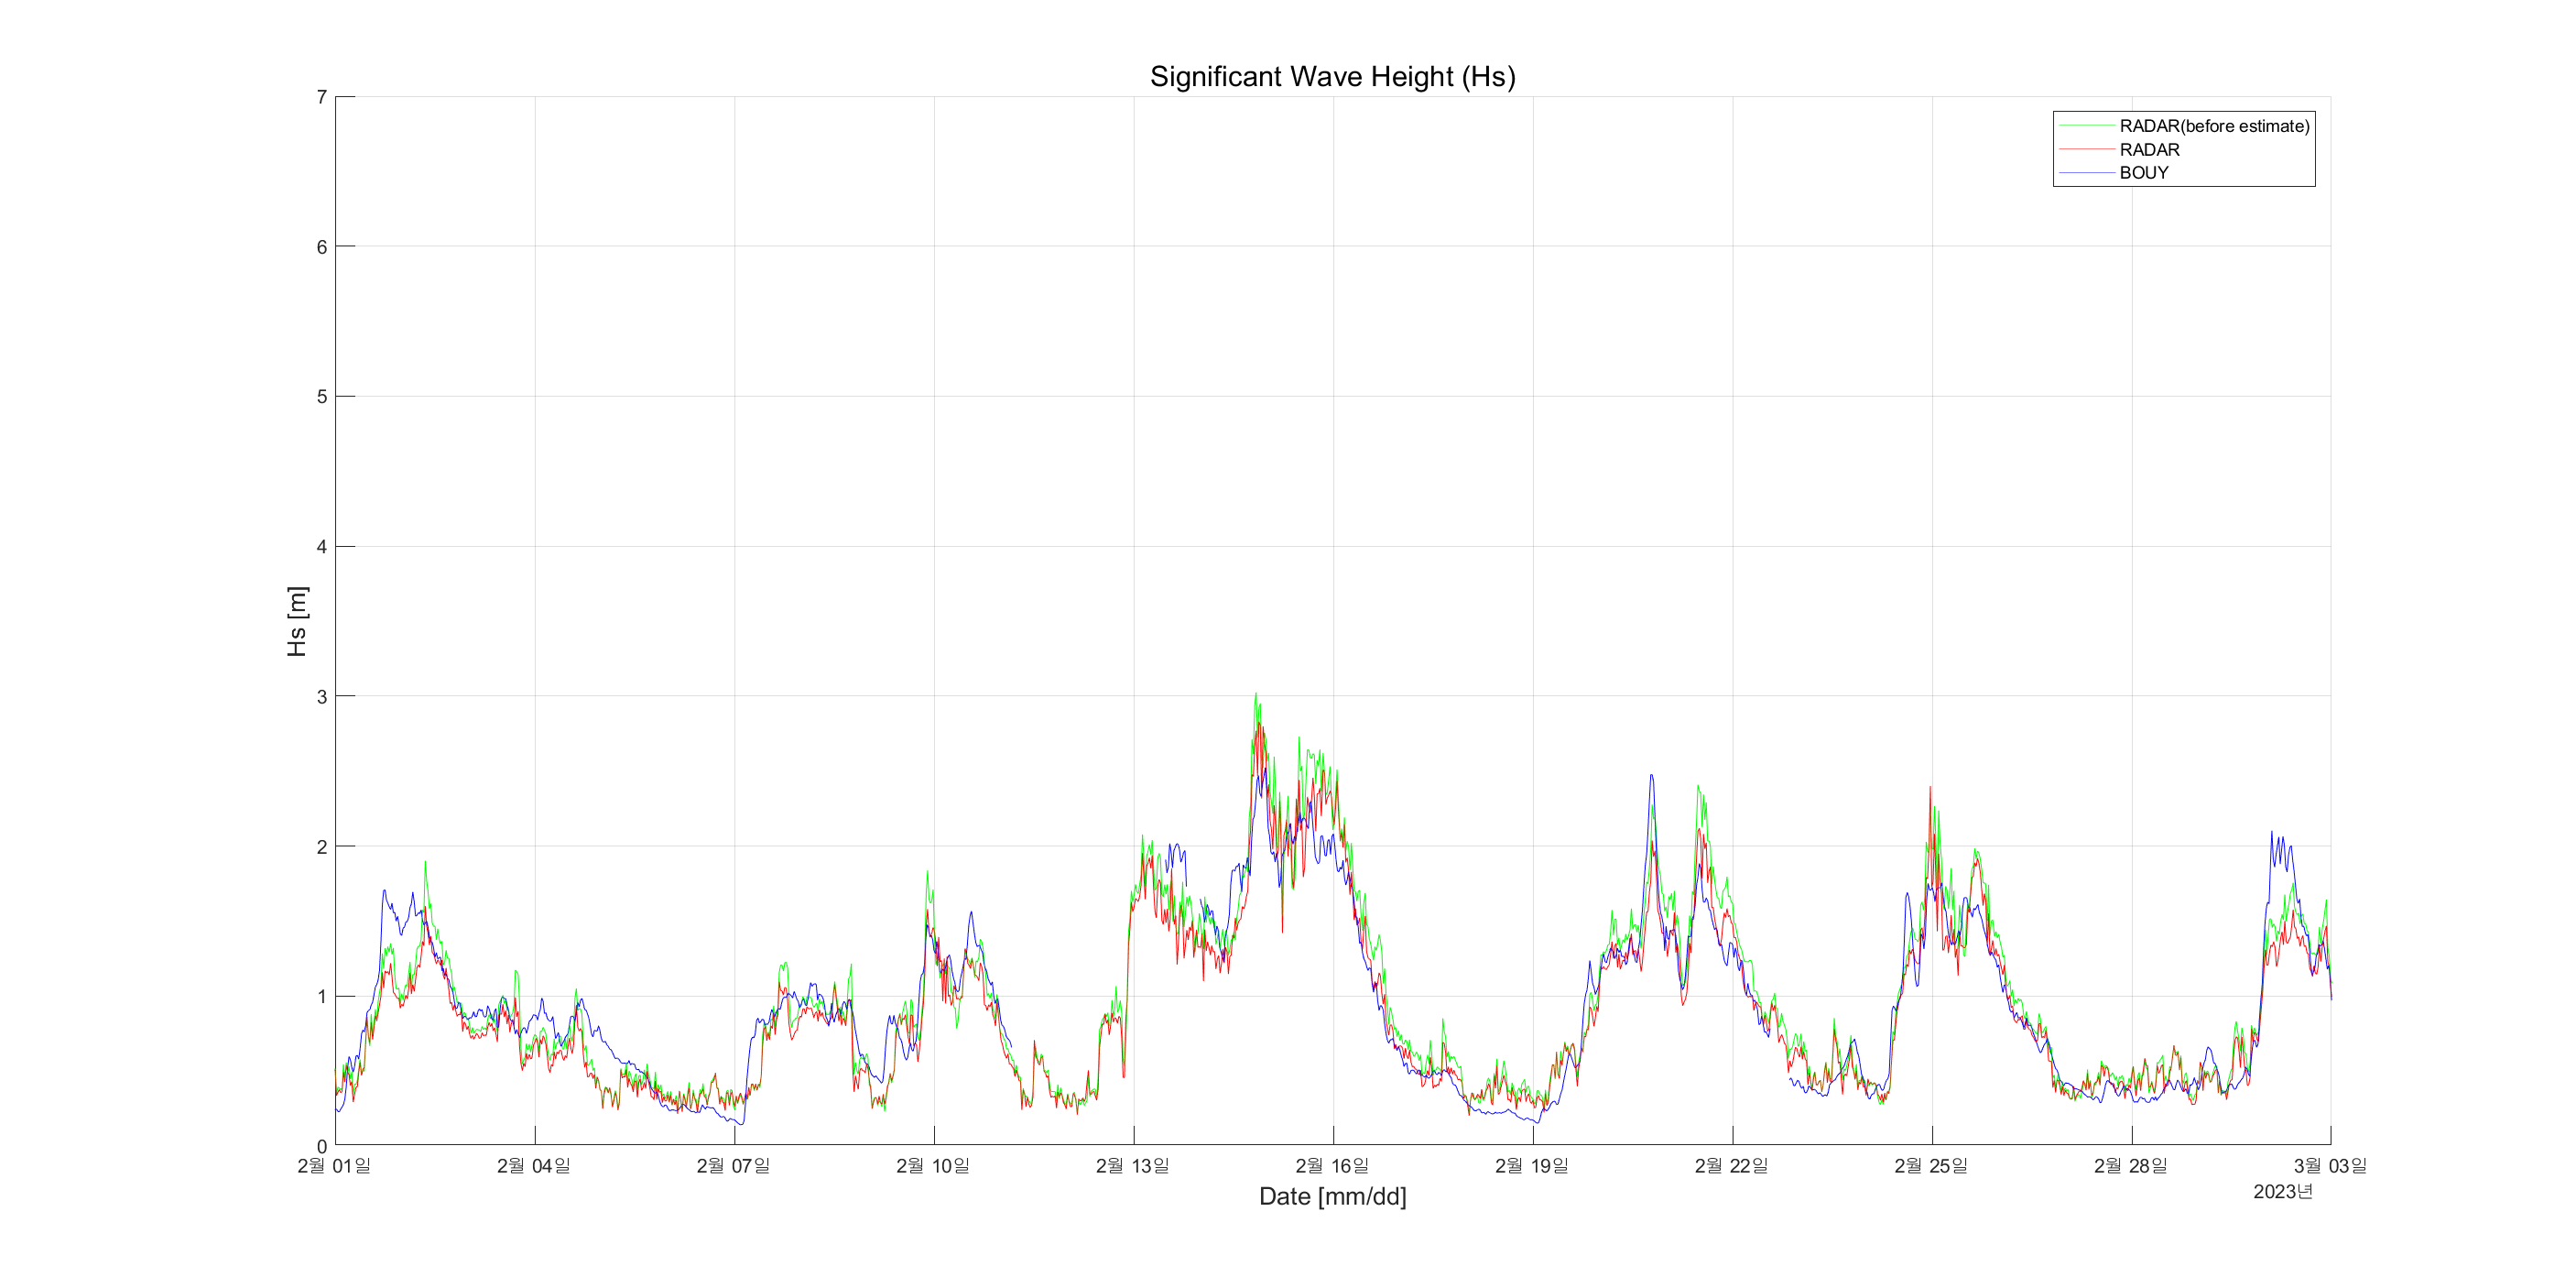 Significant Wave Height (Hs)
RADAR(before estimate)
RADAR
BOUY
7
6
5
4
3
2
1
0
Hs [m]
2월 01일 2월 04일 2월 07일 2월 10일 2월 13일 2월 16일 2월 19일 2월 22일 2월 25일 2월 28일 3월 03일
2023년
Date [mm/dd]